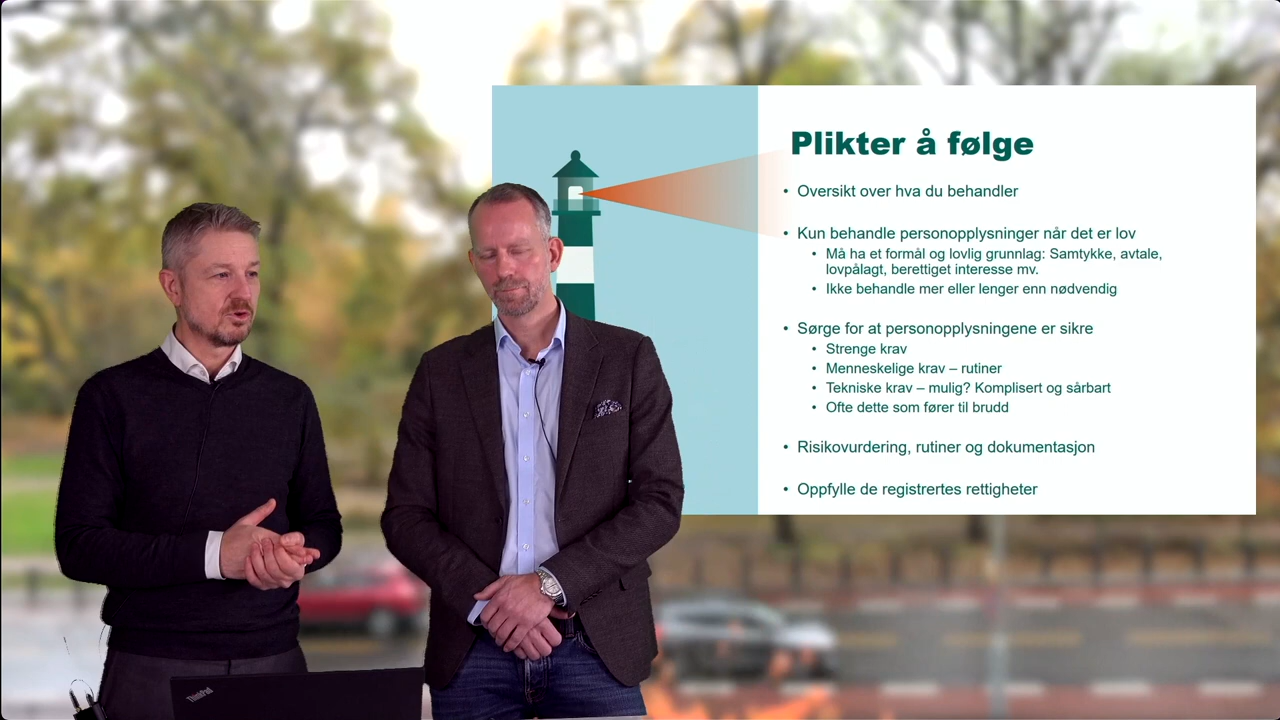 Plikter å følge
• Oversikt over hva du behandler
• Kun behandle personopplysninger når det er lov
• Må ha et formål og lovlig grunnlag: Samtykke, avtale,
lovpålagt, berettiget interesse mv.
• Ikke behandle mer eller lenger enn nødvendig
• Sørge for at personopplysningene er sikre
• Strenge krav
• Menneskelige krav – rutiner
• Tekniske krav – mulig? Komplisert og sårbart
• Ofte dette som fører til brudd
• Risikovurdering, rutiner og dokumentasjon
• Oppfylle de registrertes rettigheter
ThinkPad